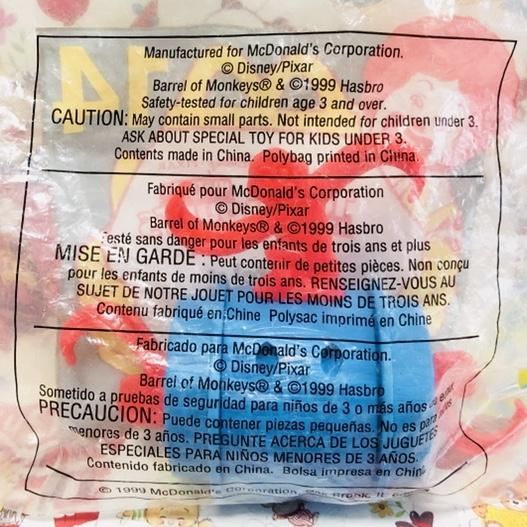 Manufactured for McDonald's Corporation.
© Disney/Pixar
Barrel of Monkeys® & ©1999 Hasbro
Safety-tested for children age 3 and over.
CAUTION: May contain small parts. Not intended for children under 3.
ASK ABOUT SPECIAL TOY FOR KIDS UNDER 3.
Contents made in China. Polybag printed in China.
Fabriqué pour McDonald's Corporation
© Disney/Pixar
Barrel of Monkeys® & ©1999 Hasbro
Testé sans danger pour les enfants de trois ans et plus
MISE EN GARDE : Peut contenir de petites pièces. Non conçu
pour les enfants de moins de trois ans. RENSEIGNEZ-VOUS AU
SUJET DE NOTRE JOUET POUR LES MOINS DE TROIS ANS.
Contenu fabriqué en Chine Polysac imprimé en Chine
Fabricado para McDonald's Corporation.
© Disney/Pixar
Barrel of Monkeys® & ©1999 Hasbro
Sometido a pruebas de seguridad para niños de 3 o más años
PRECAUCION: Puede contener piezas pequeñas. No es para
menores de 3 años. PREGUNTE ACERCA DE LOS JUGUETES
ESPECIALES PARA NIÑOS MENORES DE 3 AÑOS.
Contenido fabricado en China. Bolsa impresa en China
© 1999 McDonald's
14